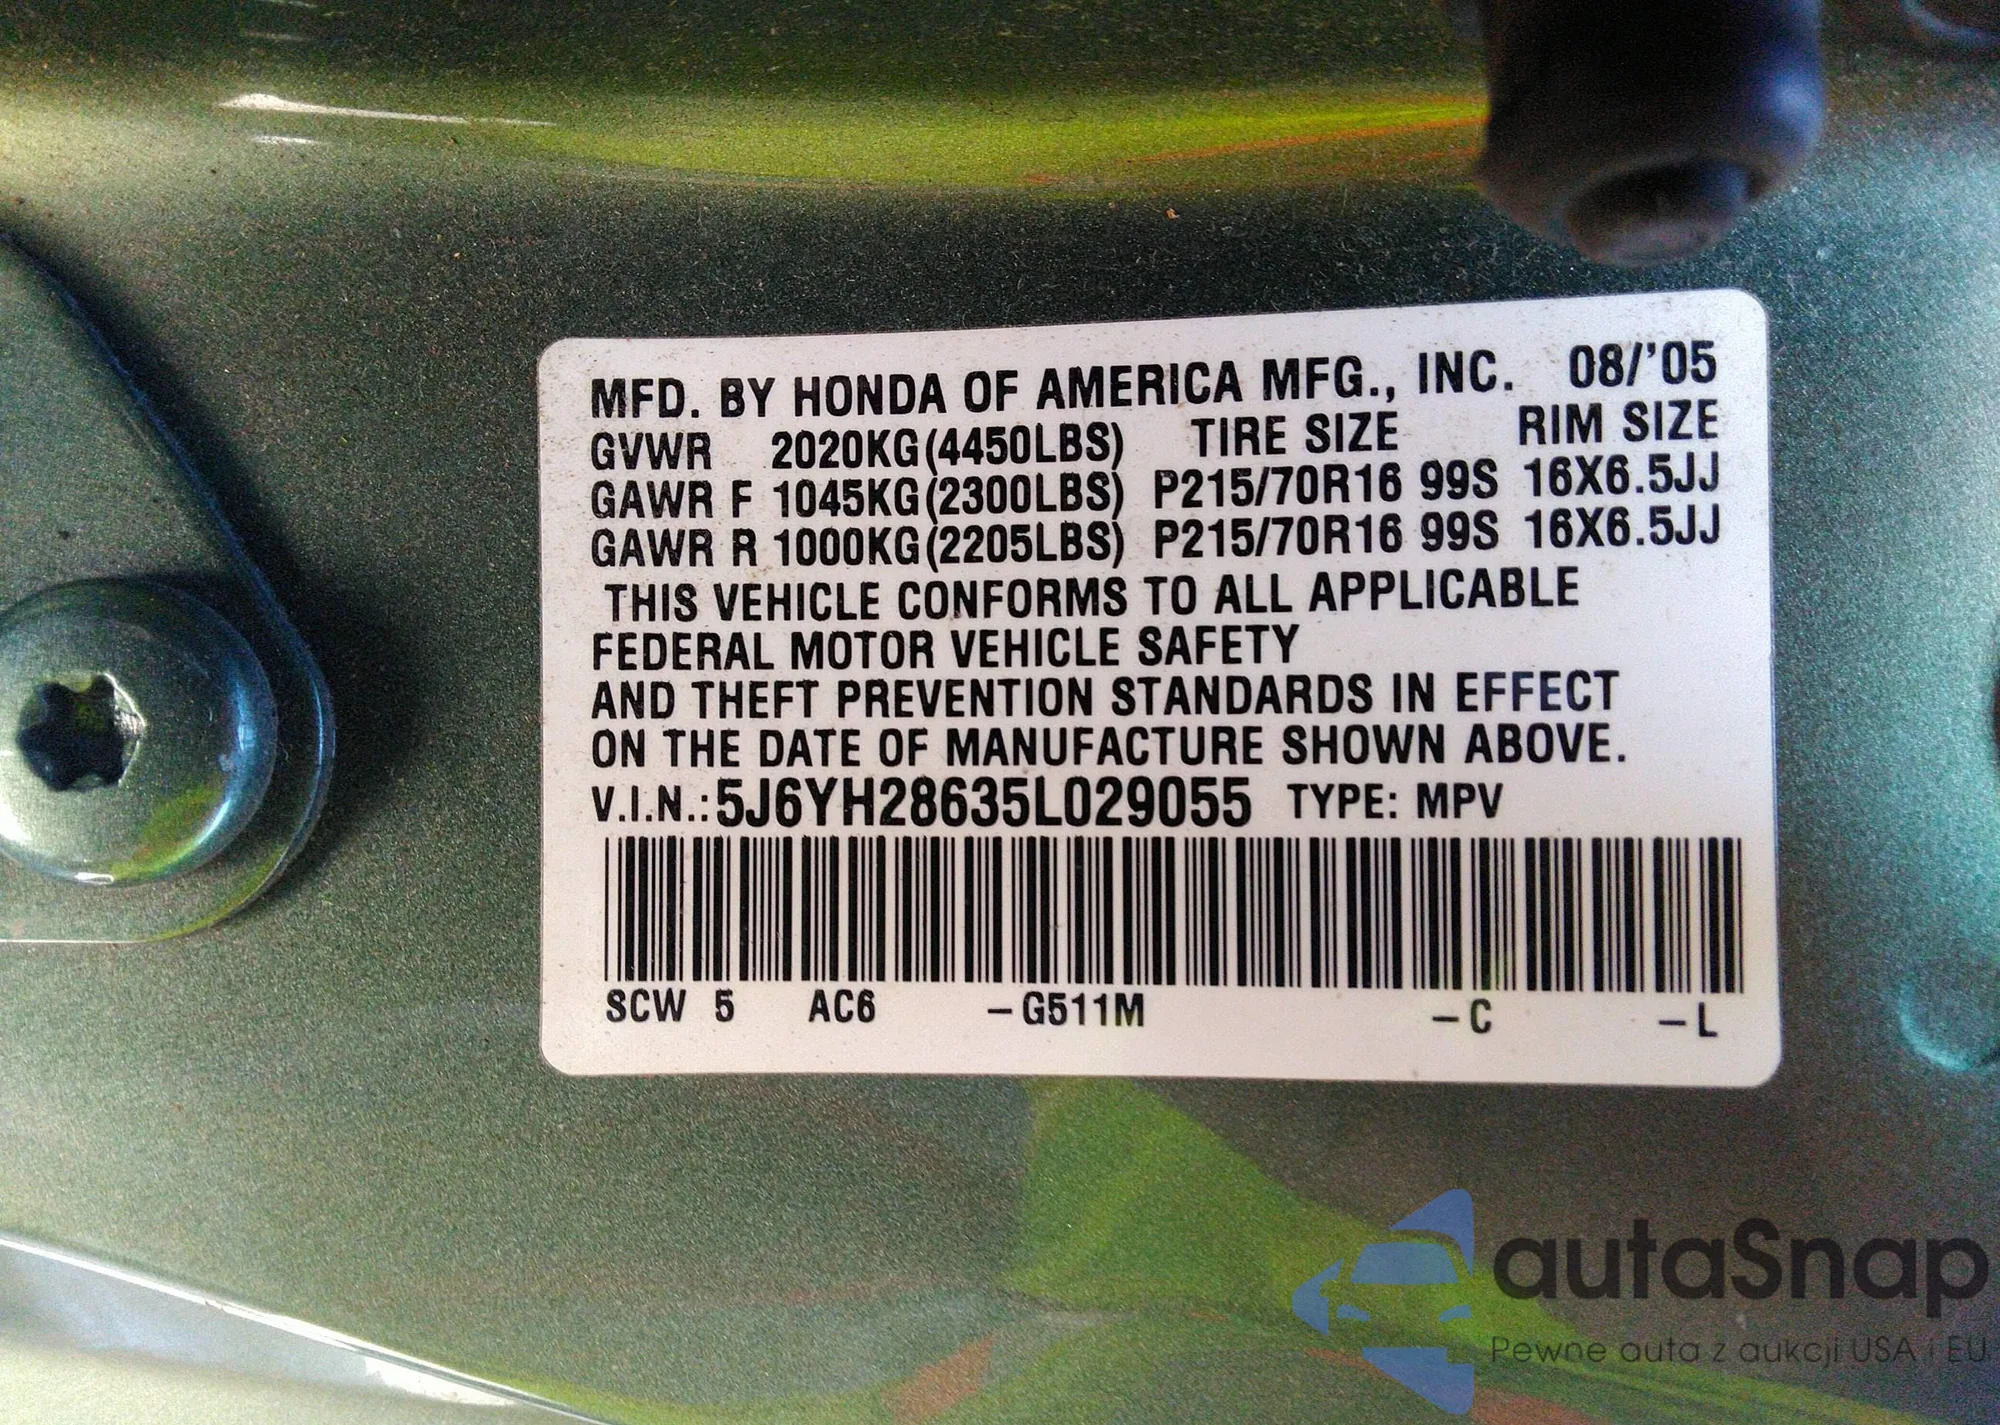 MFD. BY HONDA OF AMERICA MFG., INC. 08/'05
GVWR 2020KG(4450LBS) TIRE SIZE RIM SIZE
GAWR F 1045KG(2300LBS) P215/70R16 99S 16X6.5JJ
GAWR R 1000KG(2205LBS) P215/70R16 99S 16X6.5JJ
THIS VEHICLE CONFORMS TO ALL APPLICABLE
FEDERAL MOTOR VEHICLE SAFETY
AND THEFT PREVENTION STANDARDS IN EFFECT
ON THE DATE OF MANUFACTURE SHOWN ABOVE.
V.I.N.:5J6YH28635L029055 TYPE: MPV
SCW 5 AC6 –G511M –C –L
autaSnap
Pewne auta z aukcji USA i EU